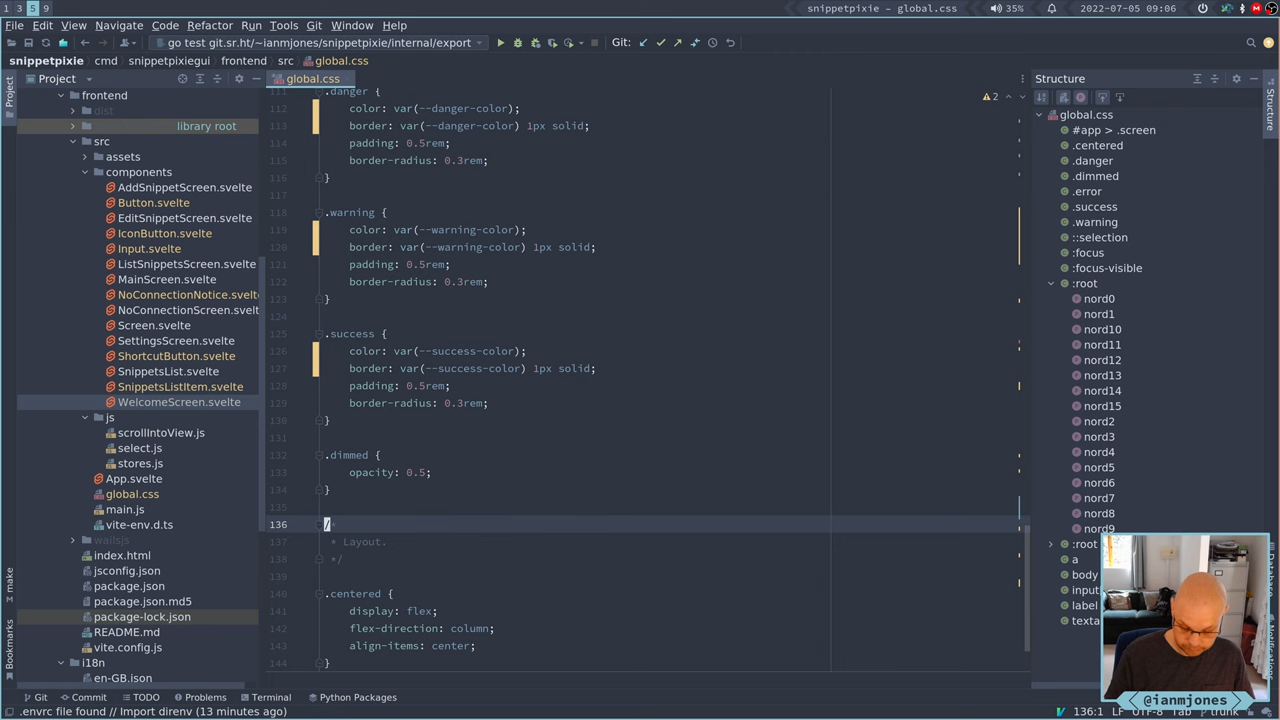 1 3 5 9
snippetpixie – global.css
35%
2022-07-05 09:06
File Edit View Navigate Code Refactor Run Tools Git Window Help
go test git.sr.ht/~ianmjones/snippetpixie/internal/export
Git:
snippetpixie cmd snippetpixiegui frontend src global.css
Project
Project
global.css
Structure
Structure
frontend
dist
library root
src
assets
components
AddSnippetScreen.svelte
Button.svelte
EditSnippetScreen.svelte
IconButton.svelte
Input.svelte
ListSnippetsScreen.svelte
MainScreen.svelte
NoConnectionNotice.svelt
NoConnectionScreen.svelte
Screen.svelte
SettingsScreen.svelte
ShortcutButton.svelte
SnippetsList.svelte
SnippetsListItem.svelte
WelcomeScreen.svelte
js
scrollIntoView.js
select.js
stores.js
App.svelte
global.css
main.js
vite-env.d.ts
wailsjs
index.html
jsconfig.json
package.json
package.json.md5
package-lock.json
README.md
vite.config.js
i18n
en-GB.json
make
Bookmarks
111 .danger {
112 color: var(--danger-color);
113 border: var(--danger-color) 1px solid;
114 padding: 0.5rem;
115 border-radius: 0.3rem;
116 }
117
118 .warning {
119 color: var(--warning-color);
120 border: var(--warning-color) 1px solid;
121 padding: 0.5rem;
122 border-radius: 0.3rem;
123 }
124
125 .success {
126 color: var(--success-color);
127 border: var(--success-color) 1px solid;
128 padding: 0.5rem;
129 border-radius: 0.3rem;
130 }
131
132 .dimmed {
133 opacity: 0.5;
134 }
135
136 /*
137 * Layout.
138 */
139
140 .centered {
141 display: flex;
142 flex-direction: column;
143 align-items: center;
144 }
2
global.css
#app > .screen
.centered
.danger
.dimmed
.error
.success
.warning
::selection
:focus
:focus-visible
:root
nord0
nord1
nord10
nord11
nord12
nord13
nord14
nord15
nord2
nord3
nord4
nord5
nord6
nord7
nord8
nord9
:root
a
body
input
label
texta
Database
Notifications
@ianmjones
Git Commit TODO Problems Terminal Python Packages
.envrc file found // Import direnv (13 minutes ago)
136:1 LF UTF-8 Tab trunk